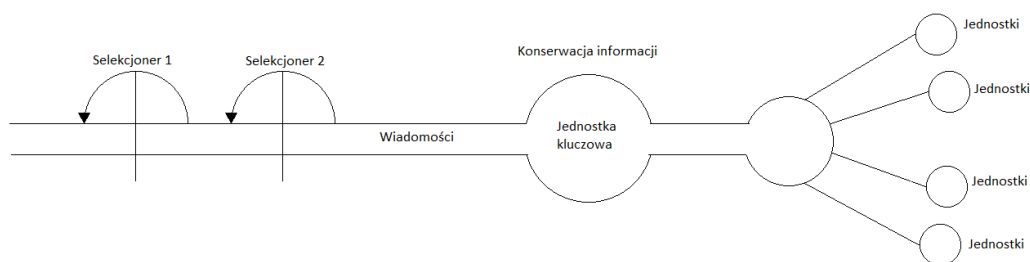 Jednostki
Konserwacja informacji
Selekcjoner 1
Selekcjoner 2
Jednostki
Jednostka
kluczowa
Wiadomości
Jednostki
Jednostki